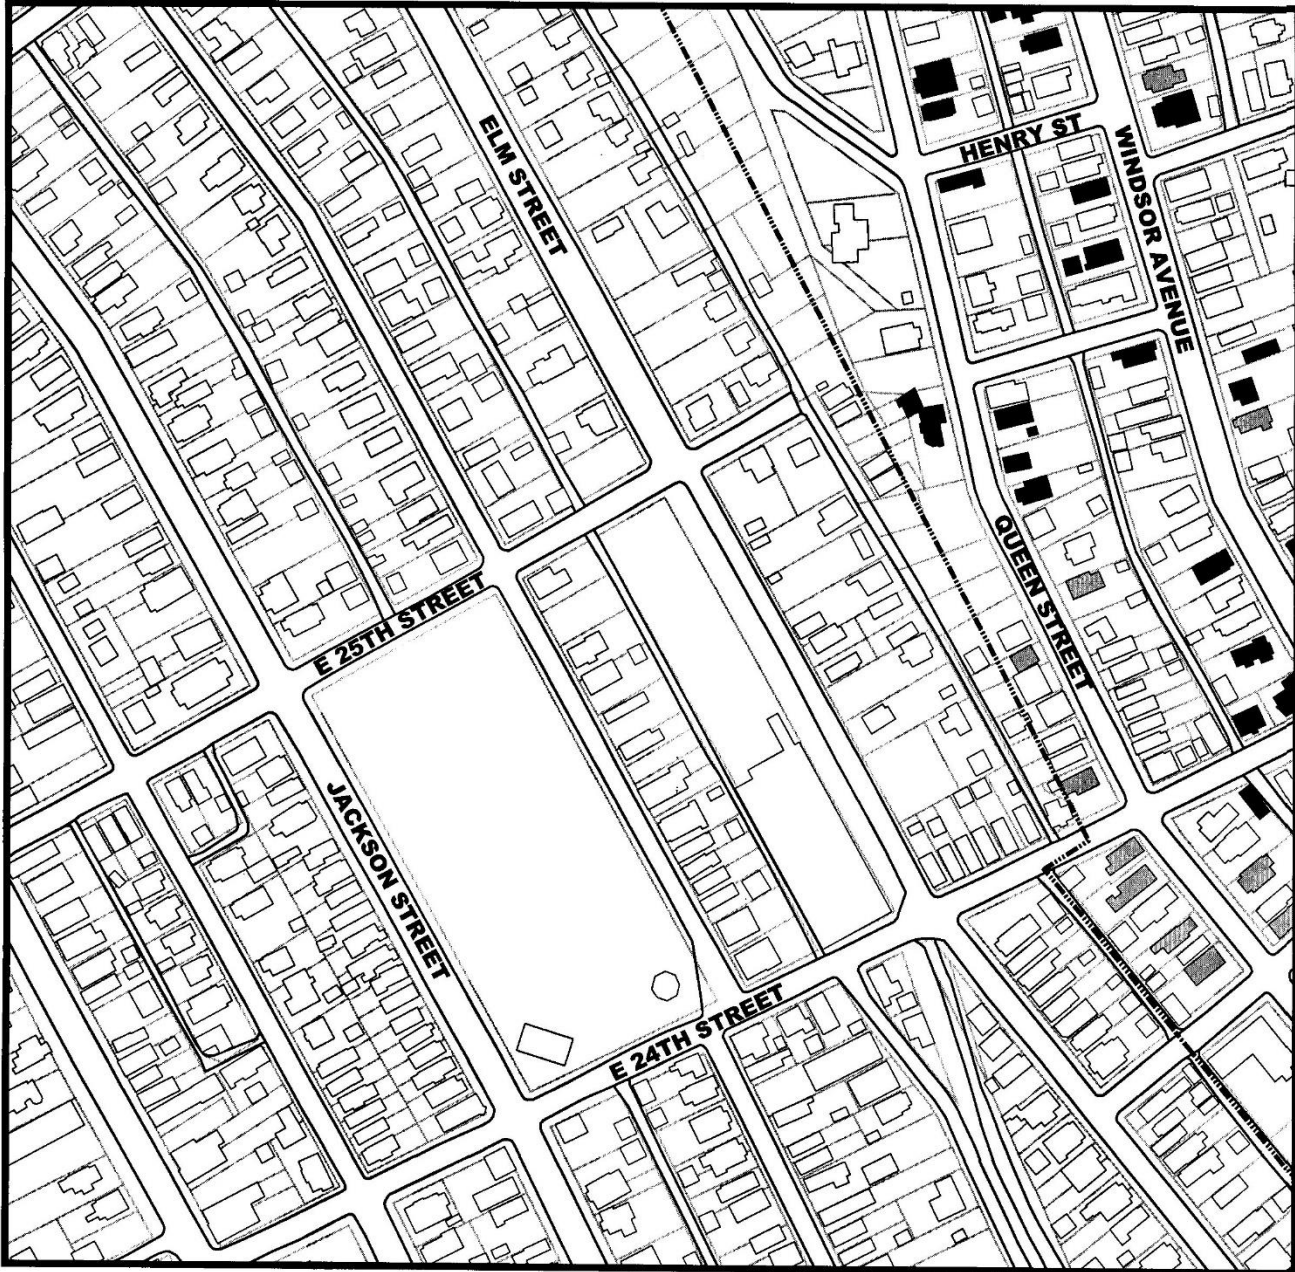 ELM STREET
HENRY ST
WINDSOR AVENUE
QUEEN STREET
E 25TH STREET
JACKSON STREET
E 24TH STREET